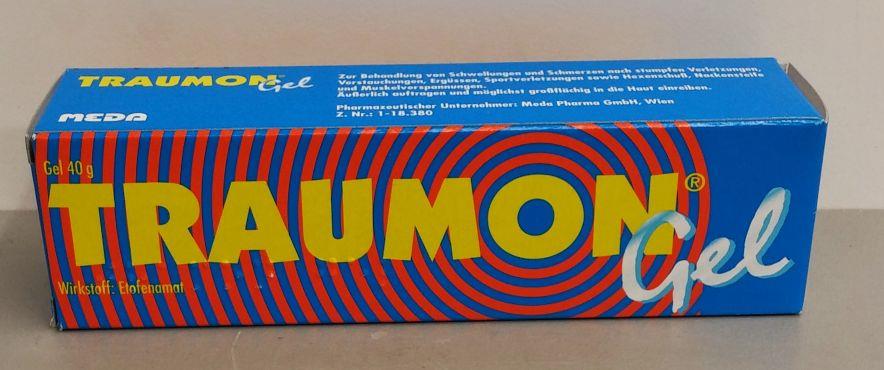 TRAUMON® Gel
Zur Behandlung von Schwellungen und Schmerzen nach stumpfen Verletzungen,
Verstauchungen, Ergüssen, Sportverletzungen sowie Hexenschuß, Nackensteife
und Muskelverspannungen.
Äußerlich auftragen und möglichst großflächig in die Haut einreiben.
MEDA
Pharmazeutischer Unternehmer: Meda Pharma GmbH, Wien
Z. Nr.: 1-18.380
Gel 40 g
TRAUMON®
Gel
Wirkstoff: Etofenamat